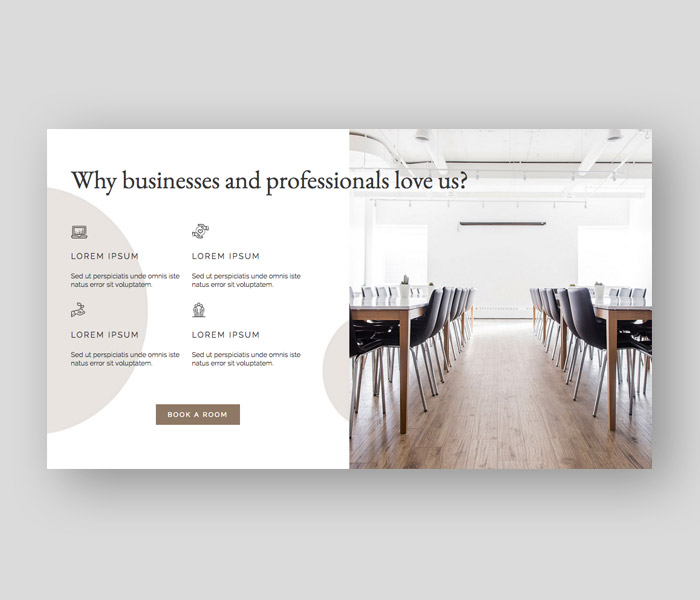 Why businesses and professionals love us?
LOREM IPSUM
Sed ut perspiciatis unde omnis iste
natus error sit voluptatem.
LOREM IPSUM
Sed ut perspiciatis unde omnis iste
natus error sit voluptatem.
LOREM IPSUM
Sed ut perspiciatis unde omnis iste
natus error sit voluptatem.
LOREM IPSUM
Sed ut perspiciatis unde omnis iste
natus error sit voluptatem.
BOOK A ROOM